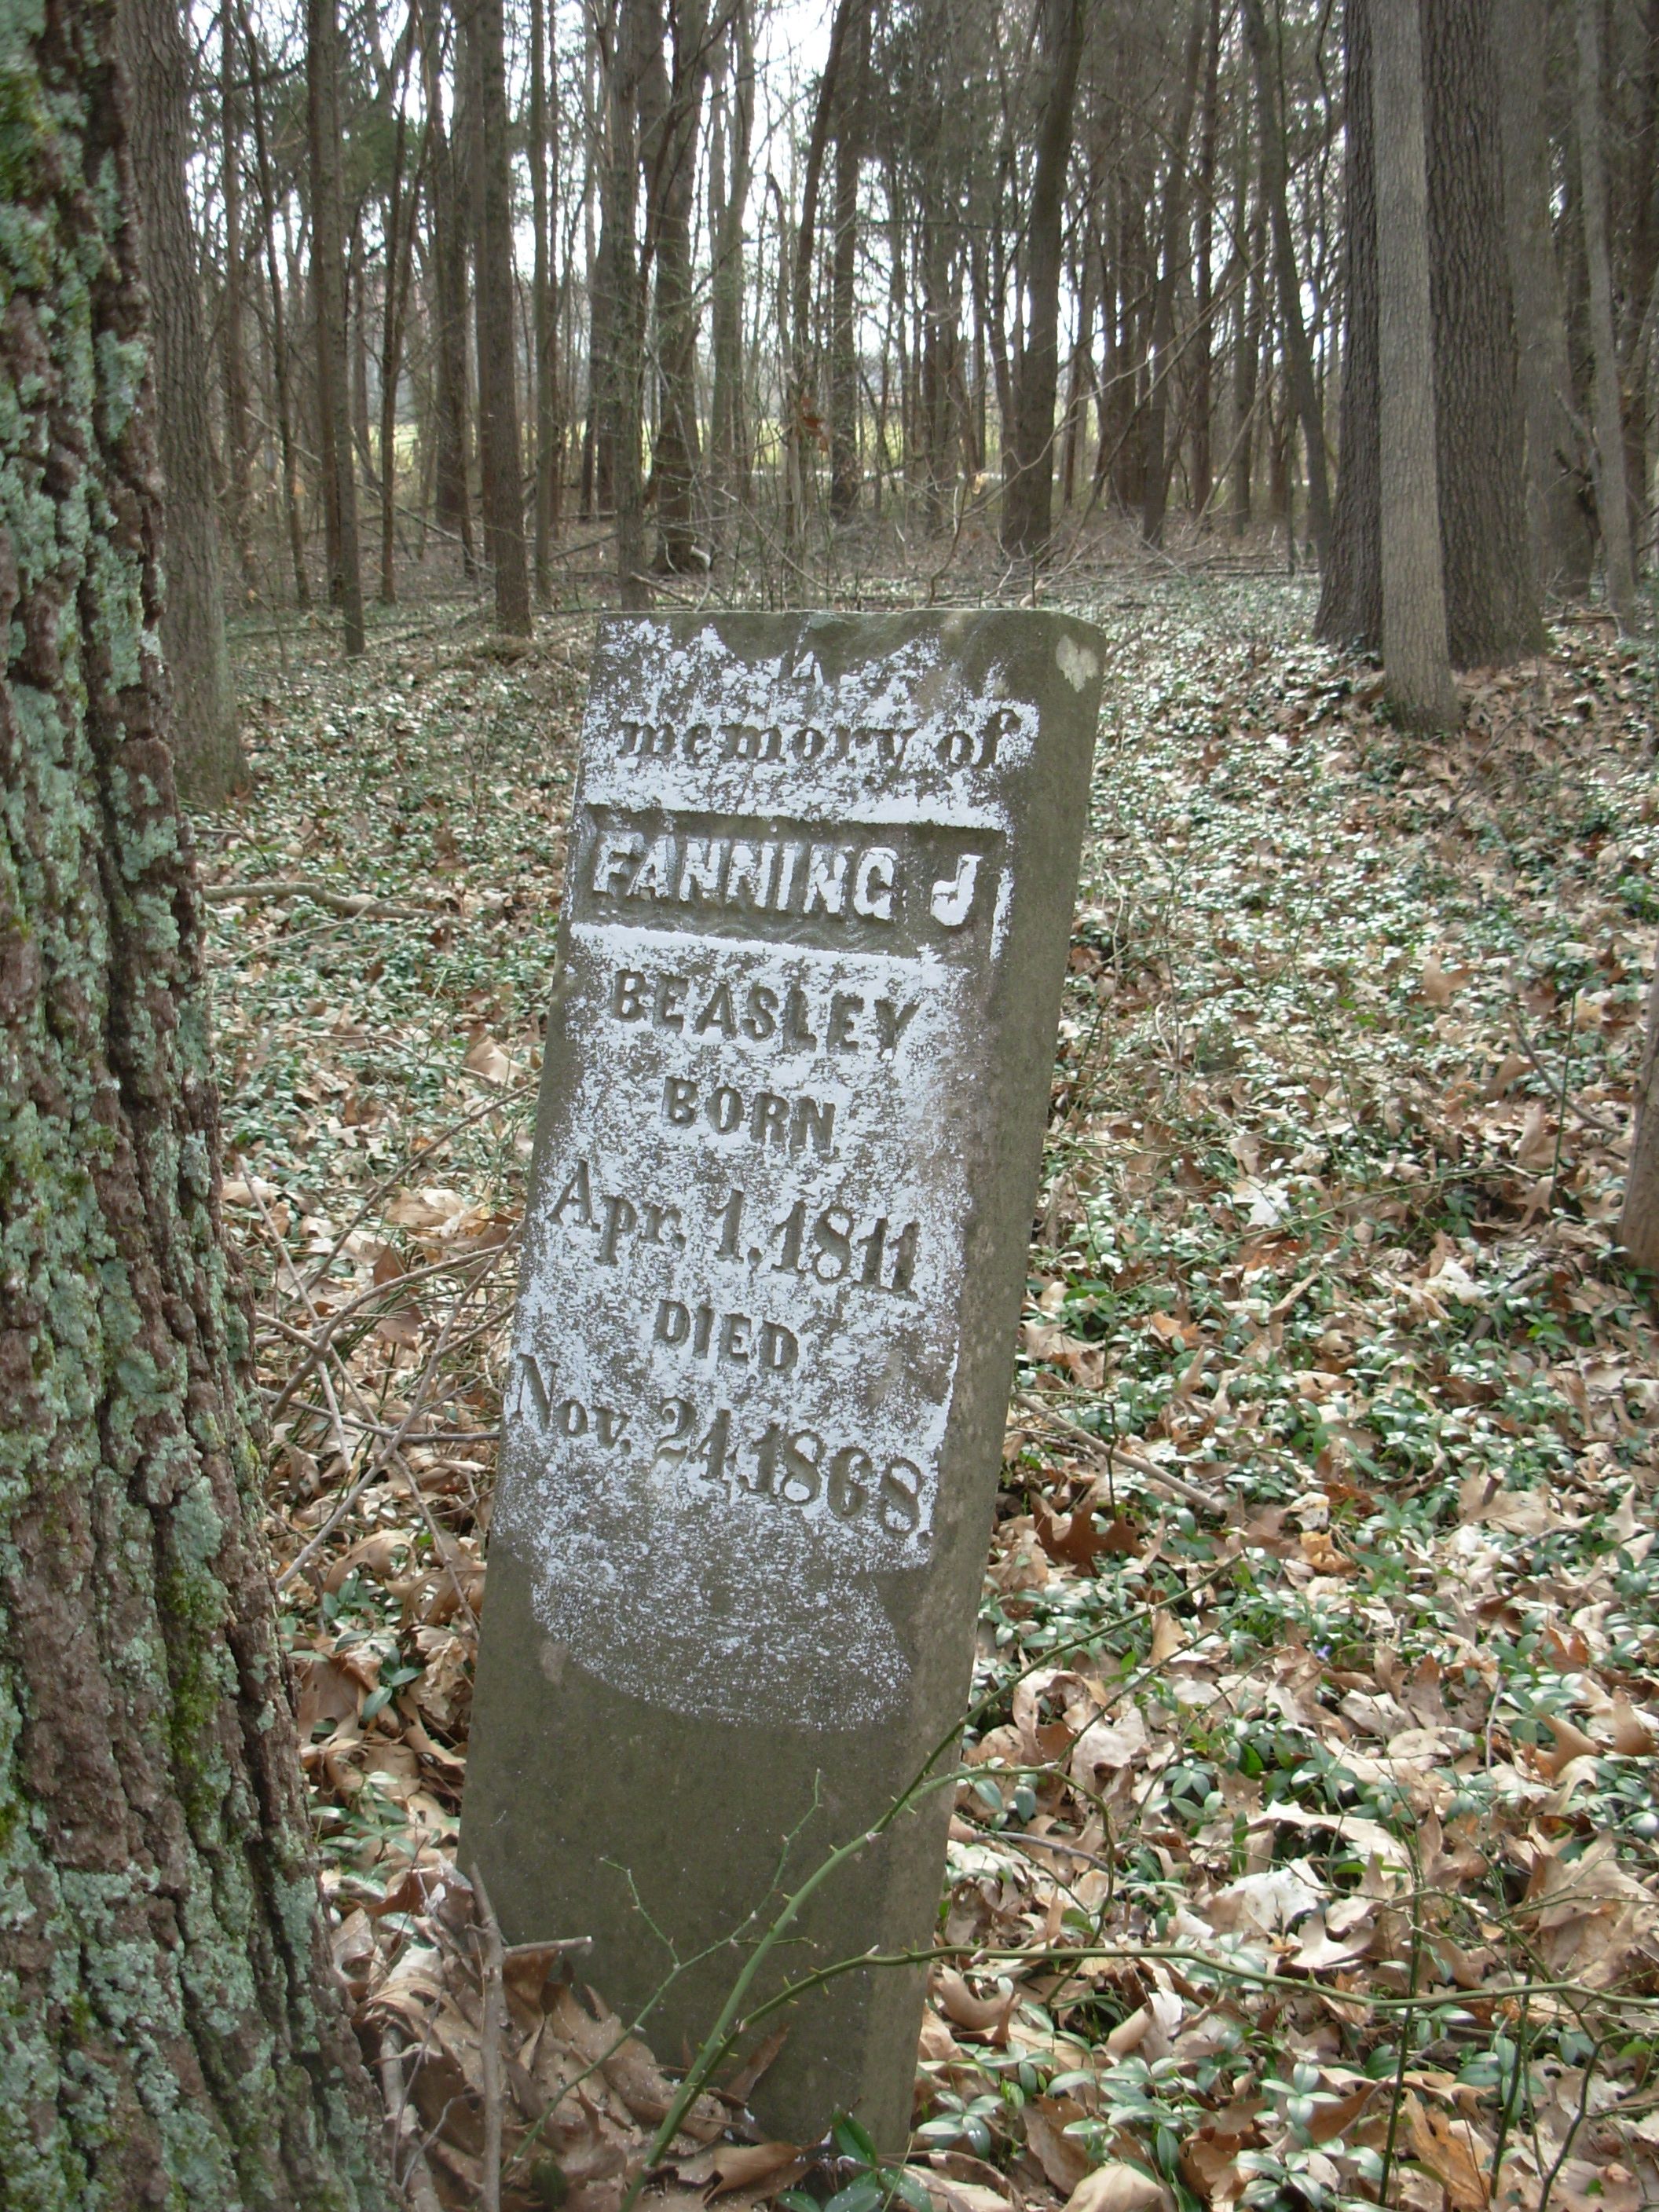 memory of
FANNING J
BEASLEY
BORN
Apr. 1, 1811
DIED
Nov. 24, 1868.